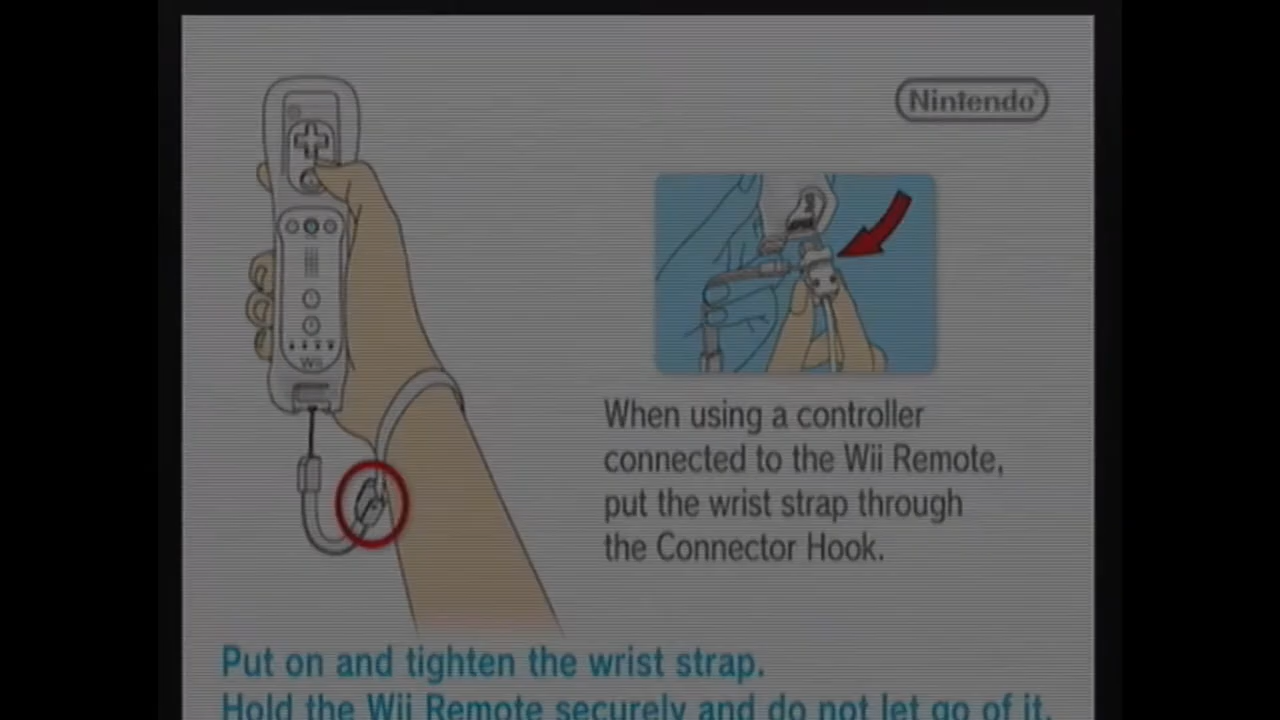 Nintendo®
Wii
When using a controller
connected to the Wii Remote,
put the wrist strap through
the Connector Hook.
Put on and tighten the wrist strap.
Hold the Wii Remote securely and do not let go of it.